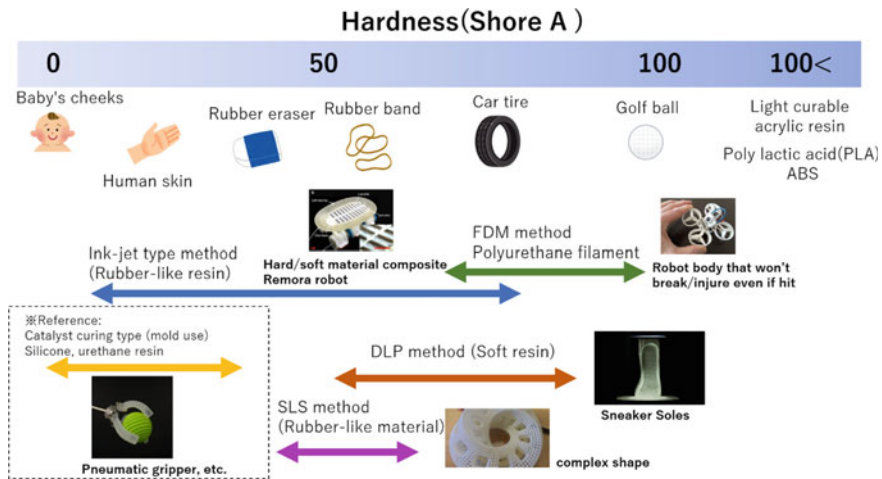 Hardness(Shore A )
0
50
100
100<
Baby's cheeks
Human skin
Rubber eraser
Rubber band
Car tire
Golf ball
Light curable
acrylic resin
Poly lactic acid(PLA)
ABS
Ink-jet type method
(Rubber-like resin)
Hard/soft material composite
Remora robot
FDM method
Polyurethane filament
Robot body that won't
break/injure even if hit
※Reference:
Catalyst curing type (mold use)
Silicone, urethane resin
Pneumatic gripper, etc.
DLP method (Soft resin)
Sneaker Soles
SLS method
(Rubber-like material)
complex shape